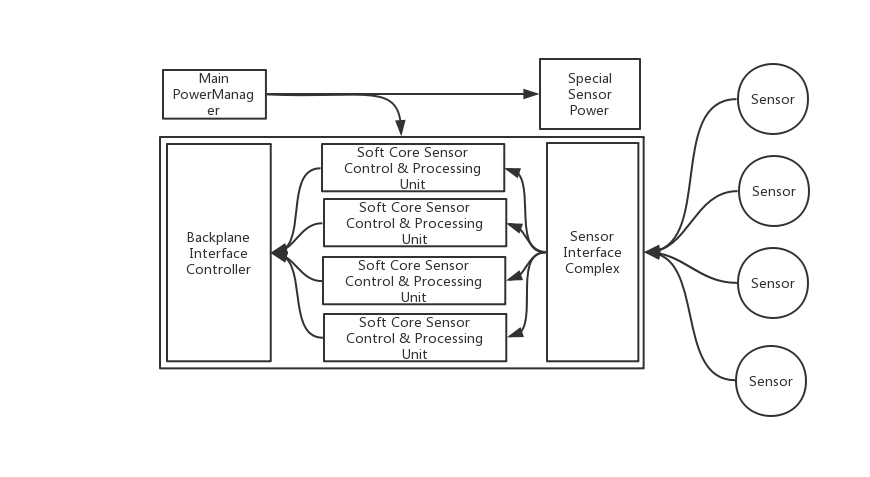 Main
PowerManag
er
Special
Sensor
Power
Sensor
Soft Core Sensor
Control & Processing
Unit
Sensor
Soft Core Sensor
Control & Processing
Unit
Backplane
Interface
Controller
Sensor
Interface
Complex
Soft Core Sensor
Control & Processing
Unit
Sensor
Soft Core Sensor
Control & Processing
Unit
Sensor